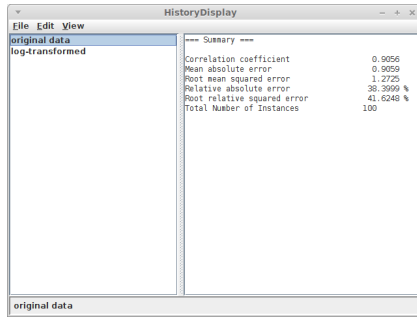 HistoryDisplay
File Edit View
original data
log-transformed
=== Summary ===
Correlation coefficient 0.9056
Mean absolute error 0.9059
Root mean squared error 1.2725
Relative absolute error 38.3999 %
Root relative squared error 41.6248 %
Total Number of Instances 100
original data